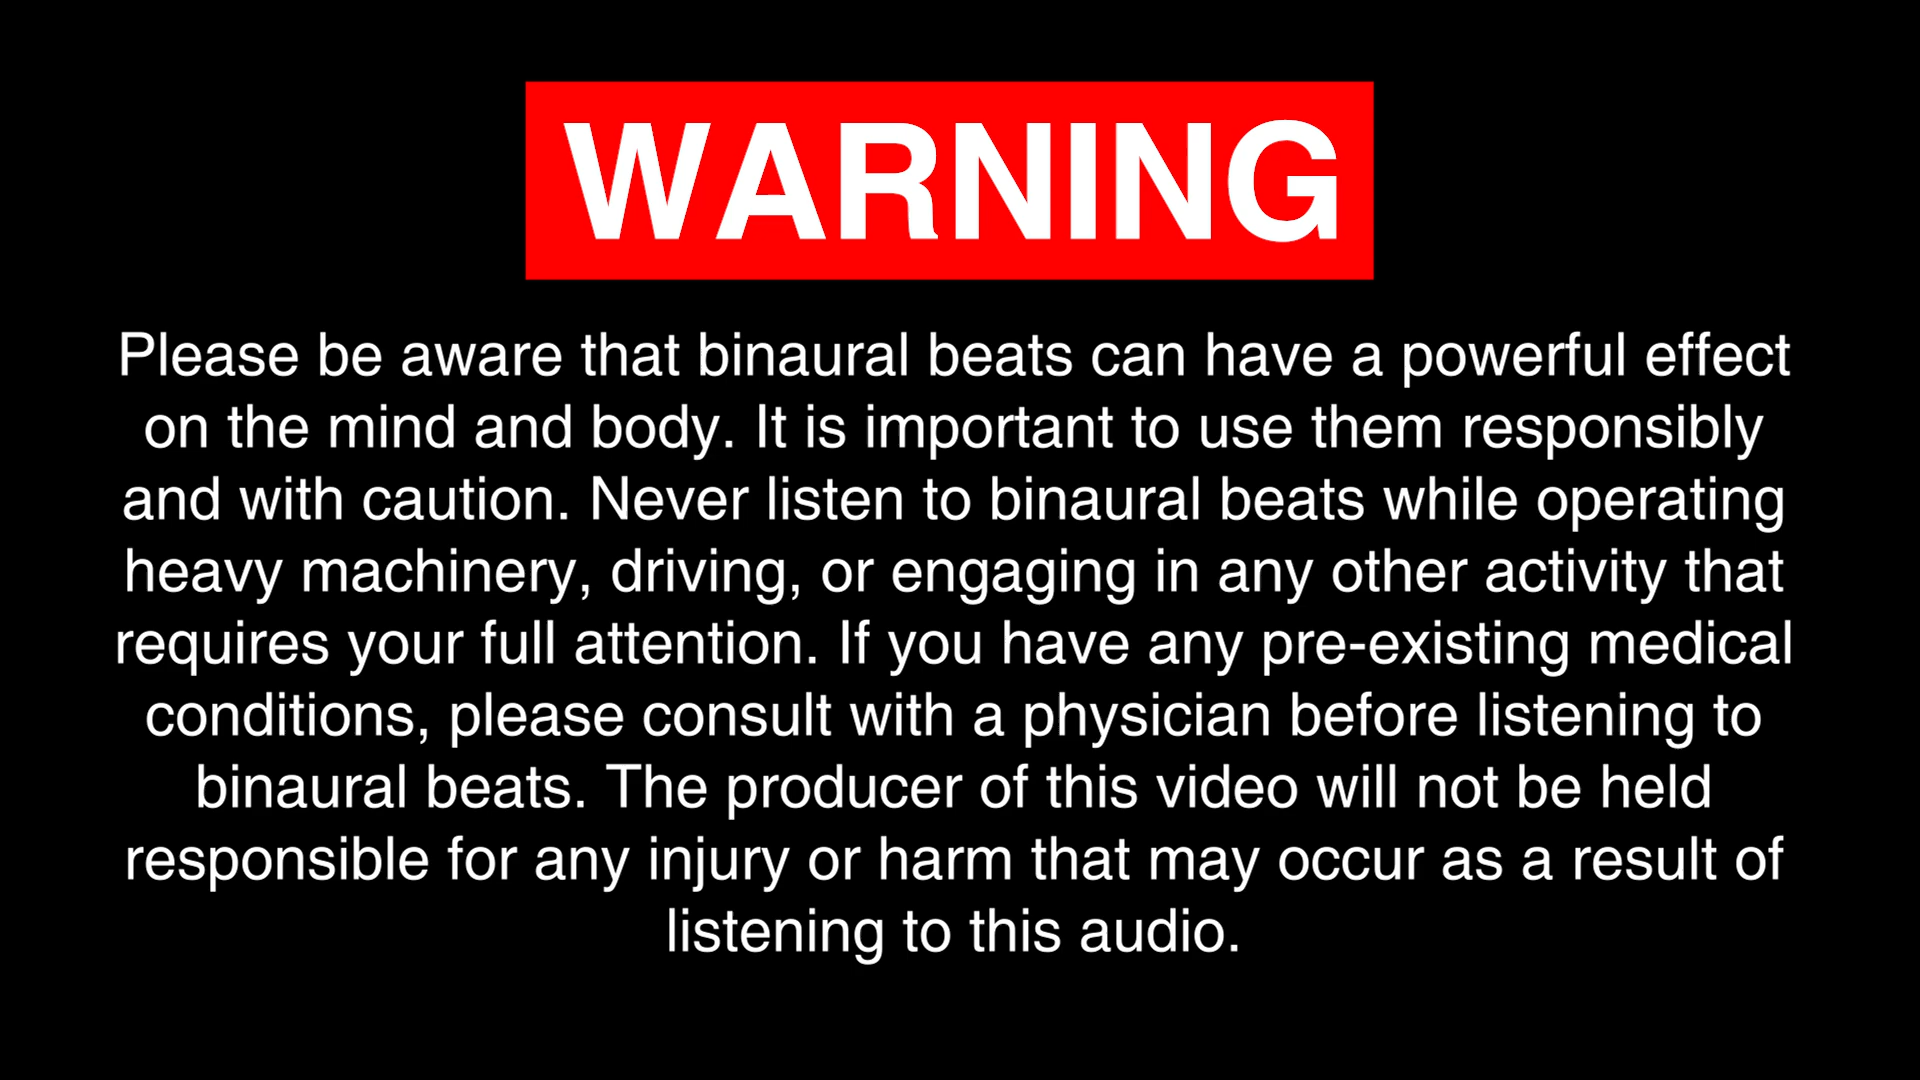 WARNING
Please be aware that binaural beats can have a powerful effect
on the mind and body. It is important to use them responsibly
and with caution. Never listen to binaural beats while operating
heavy machinery, driving, or engaging in any other activity that
requires your full attention. If you have any pre-existing medical
conditions, please consult with a physician before listening to
binaural beats. The producer of this video will not be held
responsible for any injury or harm that may occur as a result of
listening to this audio.